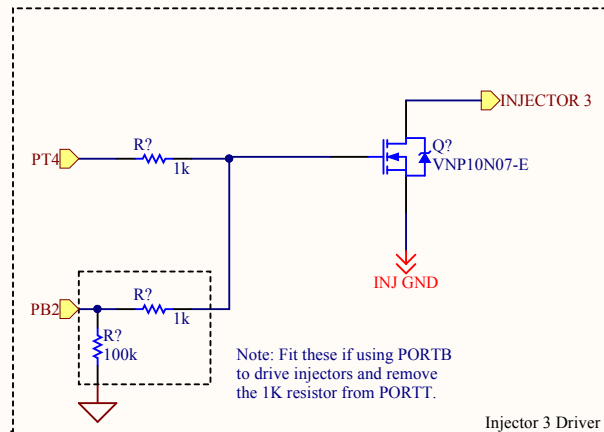 INJECTOR 3
R?
PT4
1k
Q?
VNP10N07-E
INJ GND
R?
PB2
1k
R?
100k
Note: Fit these if using PORTB
to drive injectors and remove
the 1K resistor from PORTT.
Injector 3 Driver